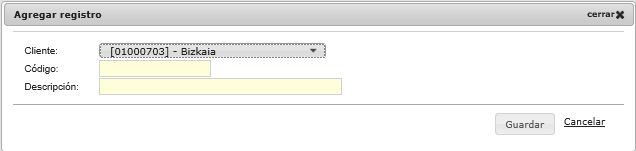 Agregar registro cerrar✖
Cliente: [01000703] - Bizkaia
Código:
Descripción:
Guardar Cancelar